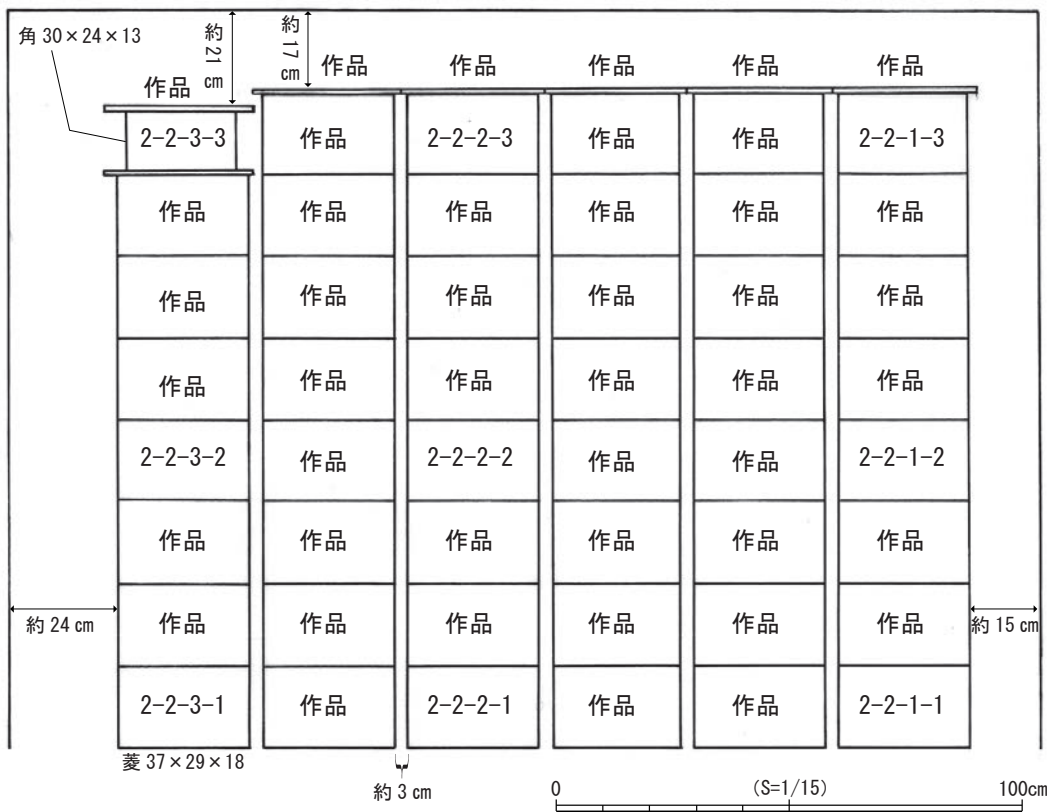 角 30×24×13
約 21 cm
約 17 cm
作品 作品 作品 作品 作品 作品
2-2-3-3 作品 2-2-2-3 作品 作品 2-2-1-3
作品 作品 作品 作品 作品 作品
作品 作品 作品 作品 作品 作品
作品 作品 作品 作品 作品 作品
2-2-3-2 作品 2-2-2-2 作品 作品 2-2-1-2
作品 作品 作品 作品 作品 作品
約 24 cm 作品 作品 作品 作品 作品 作品 約 15 cm
2-2-3-1 作品 2-2-2-1 作品 作品 2-2-1-1
菱 37×29×18
約 3 cm
0 (S=1/15) 100cm